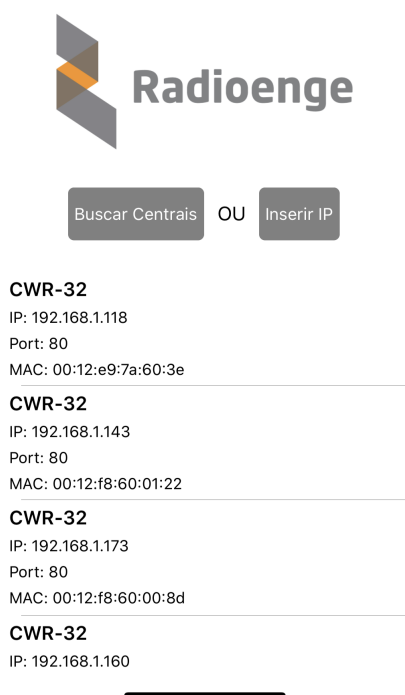 Radioenge
Buscar Centrais OU Inserir IP
CWR-32
IP: 192.168.1.118
Port: 80
MAC: 00:12:e9:7a:60:3e
CWR-32
IP: 192.168.1.143
Port: 80
MAC: 00:12:f8:60:01:22
CWR-32
IP: 192.168.1.173
Port: 80
MAC: 00:12:f8:60:00:8d
CWR-32
IP: 192.168.1.160